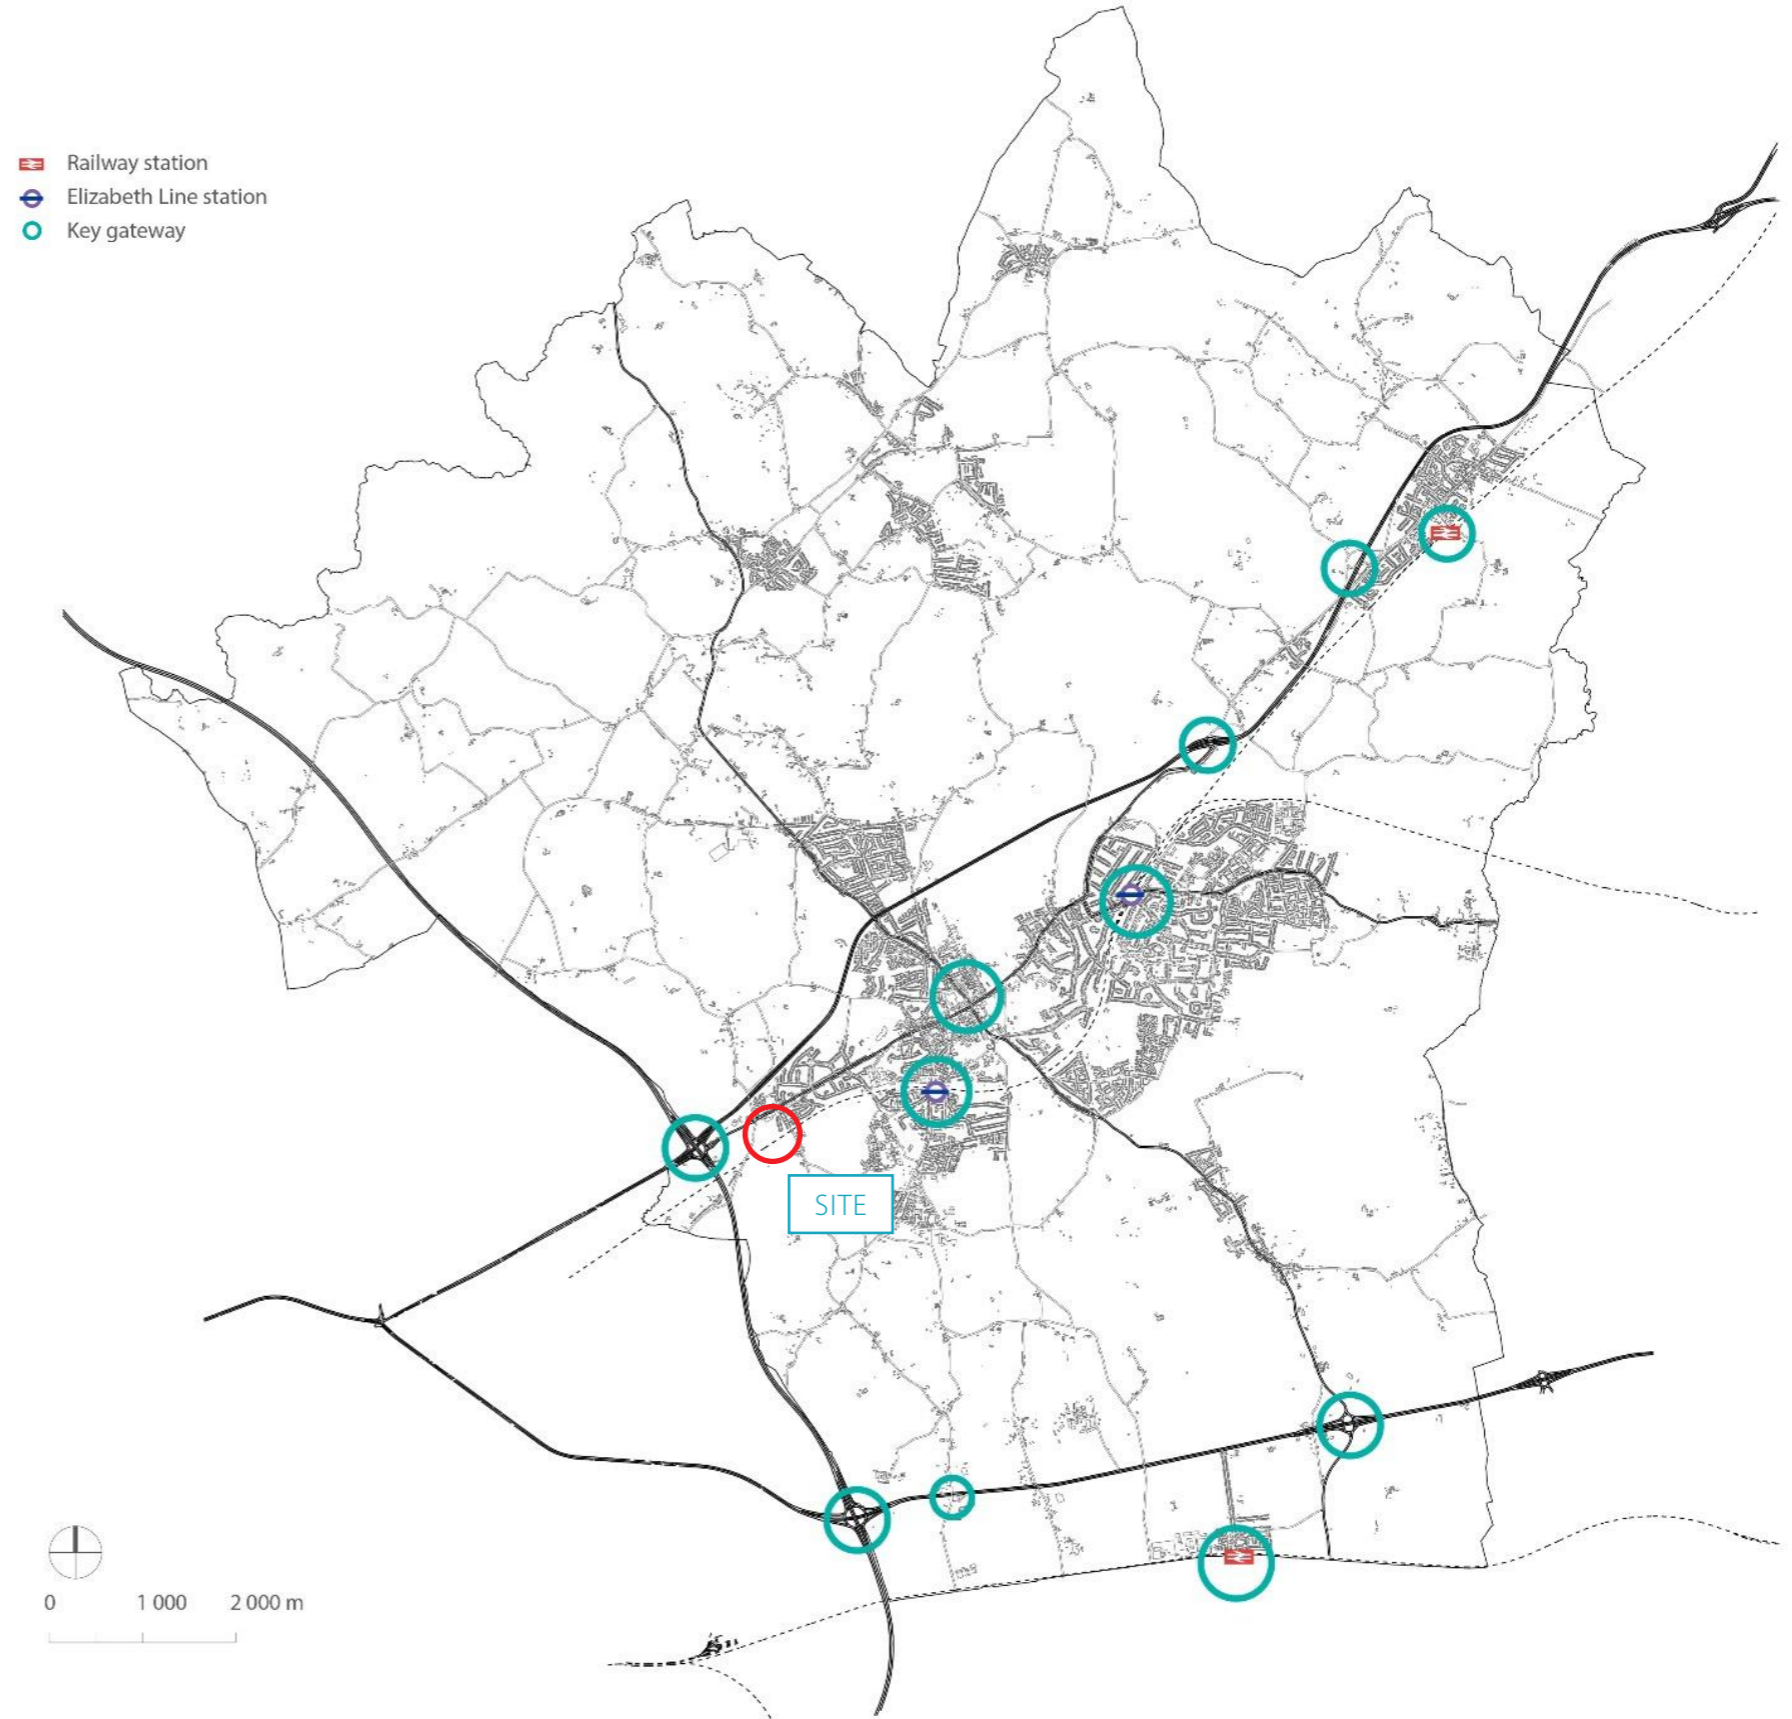 Railway station
Elizabeth Line station
Key gateway
SITE
0 1 000 2 000 m